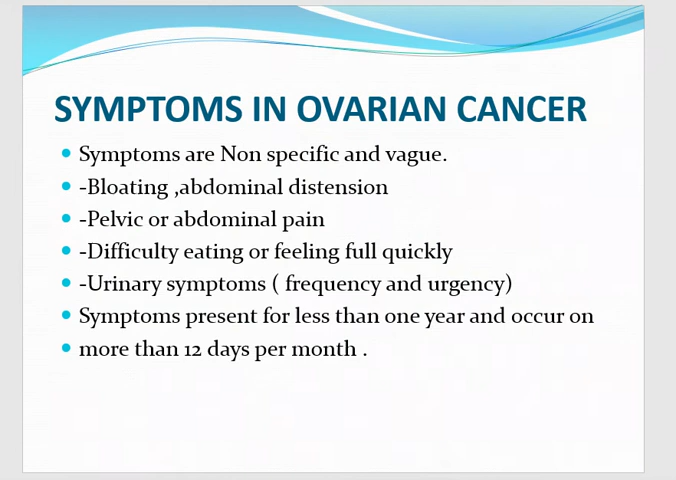 SYMPTOMS IN OVARIAN CANCER
Symptoms are Non specific and vague.
-Bloating ,abdominal distension
-Pelvic or abdominal pain
-Difficulty eating or feeling full quickly
-Urinary symptoms ( frequency and urgency)
Symptoms present for less than one year and occur on
more than 12 days per month .